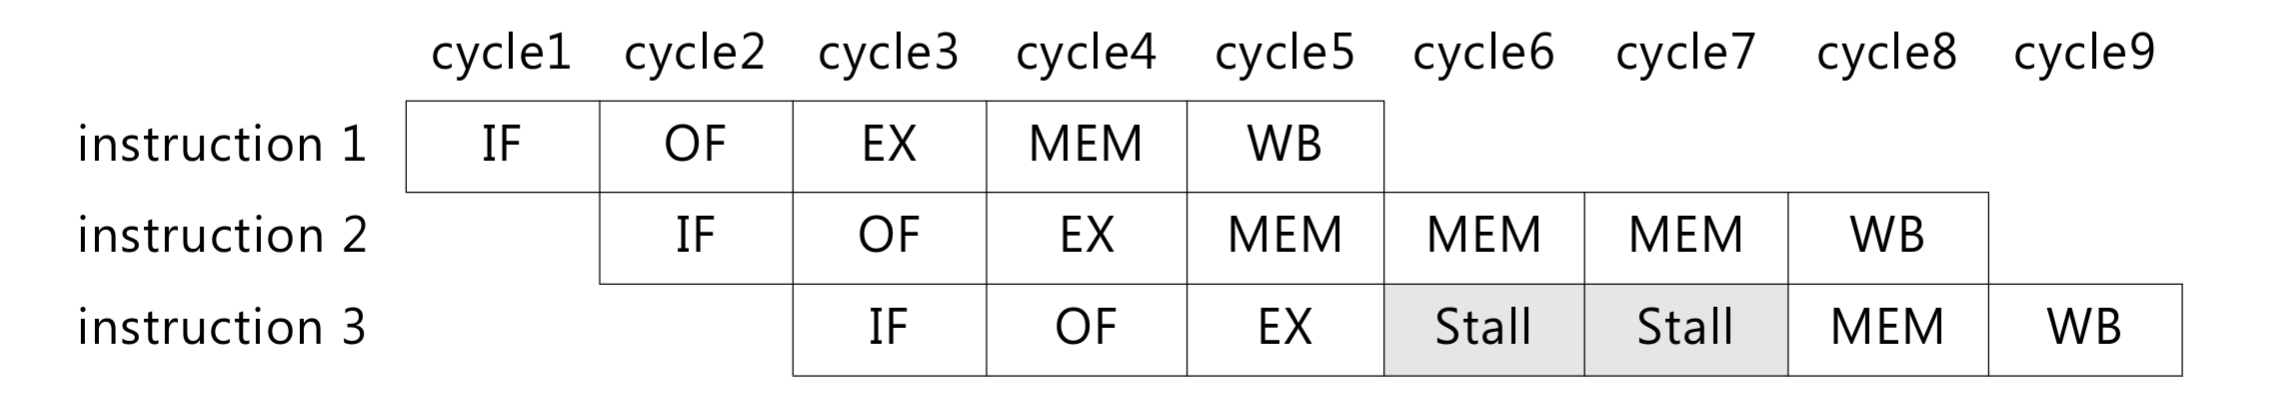 cycle1 cycle2 cycle3 cycle4 cycle5 cycle6 cycle7 cycle8 cycle9
instruction 1 IF OF EX MEM WB
instruction 2 IF OF EX MEM MEM MEM WB
instruction 3 IF OF EX Stall Stall MEM WB